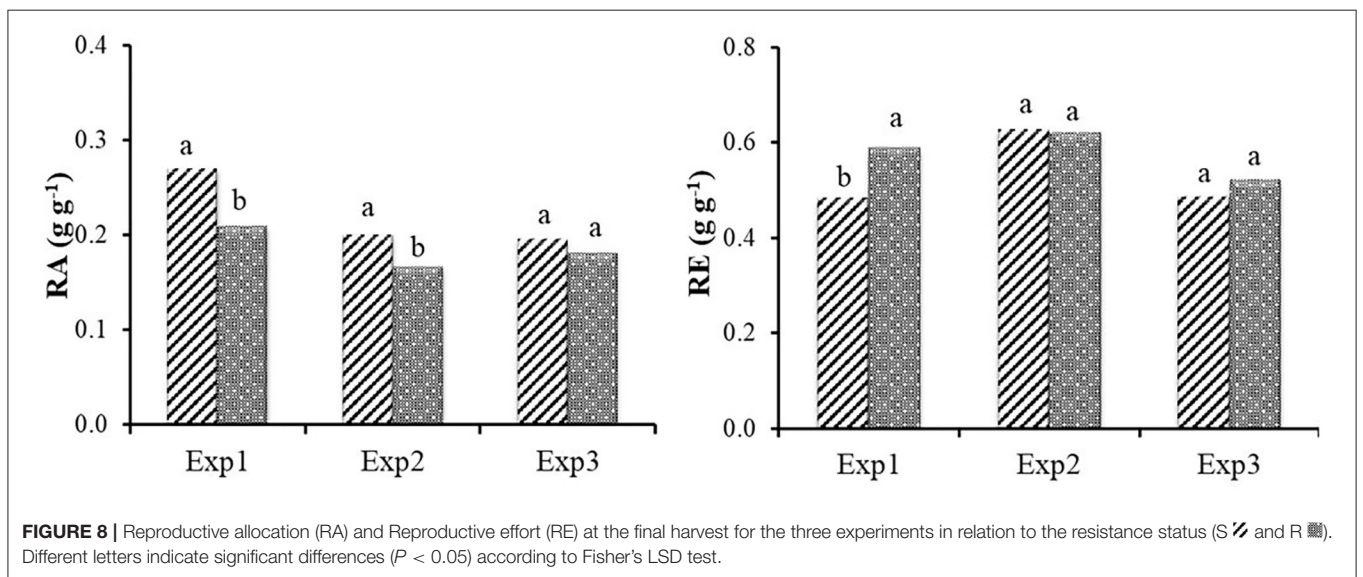 0.4
0.3
0.2
0.1
0.0
RA (g g-1)
a
b
a
b
a
a
Exp1 Exp2 Exp3
0.8
0.6
0.4
0.2
0.0
RE (g g-1)
b
a
a
a
a
a
Exp1 Exp2 Exp3
FIGURE 8 | Reproductive allocation (RA) and Reproductive effort (RE) at the final harvest for the three experiments in relation to the resistance status (S and R ).
Different letters indicate significant differences (P < 0.05) according to Fisher's LSD test.